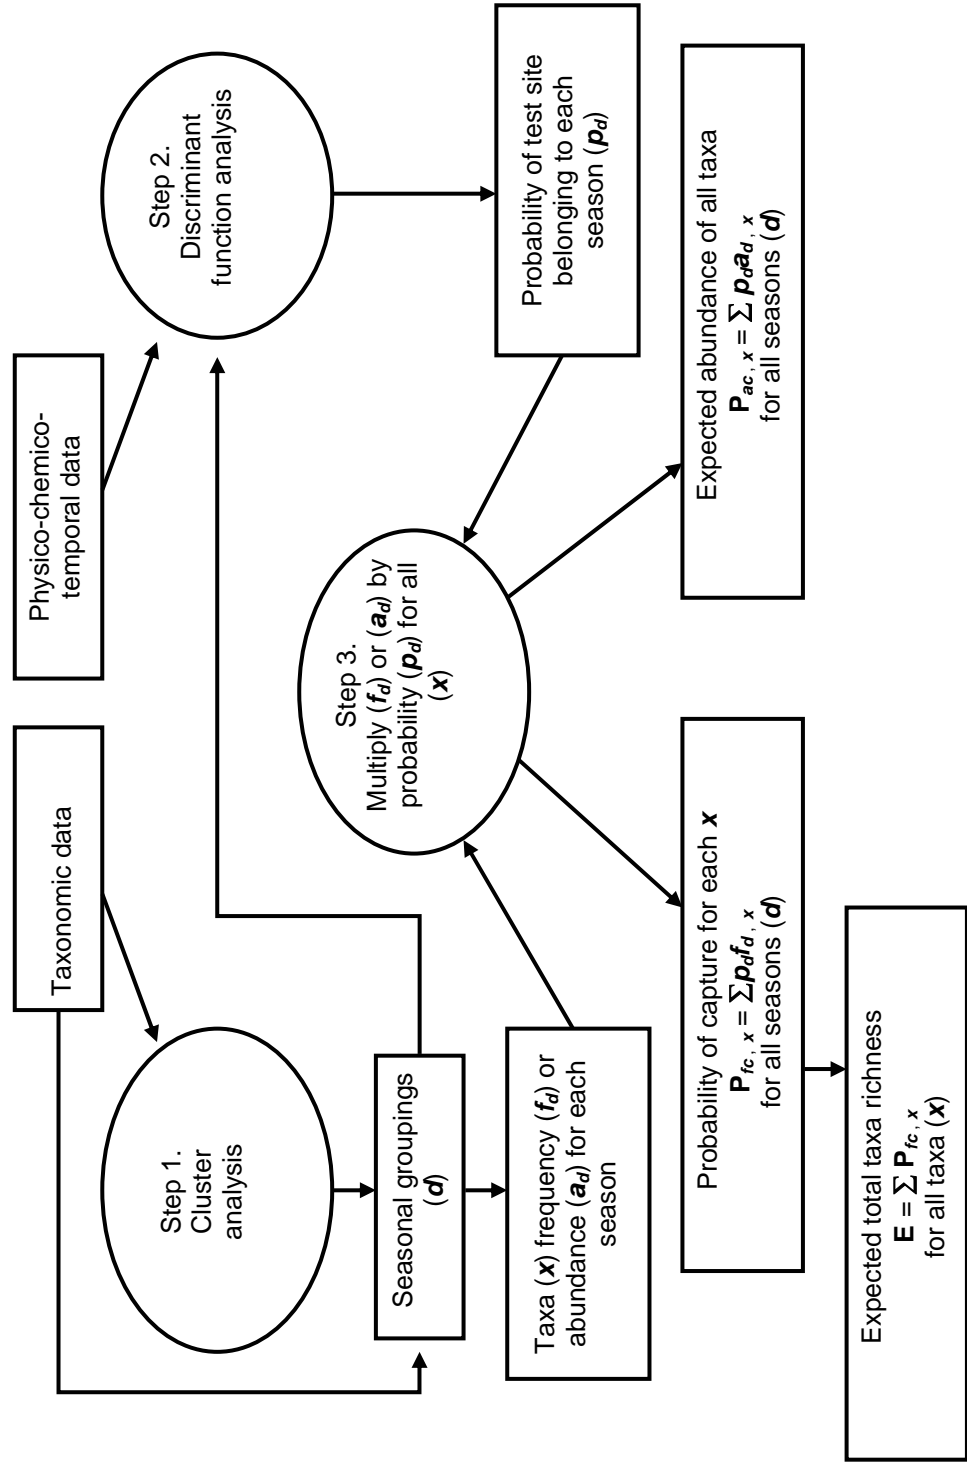 Taxonomic data
Physico-chemico-
temporal data
Step 1.
Cluster
analysis
Step 2.
Discriminant
function analysis
Seasonal groupings
(d)
Step 3.
Multiply (f_d) or (a_d) by
probability (p_d) for all
(x)
Taxa (x) frequency (f_d) or
abundance (a_d) for each
season
Probability of test site
belonging to each
season (p_d)
Probability of capture for each x
P_fc, x = Σp_d f_d, x
for all seasons (d)
Expected abundance of all taxa
P_ac, x = Σ p_d a_d, x
for all seasons (d)
Expected total taxa richness
E = Σ P_fc, x
for all taxa (x)